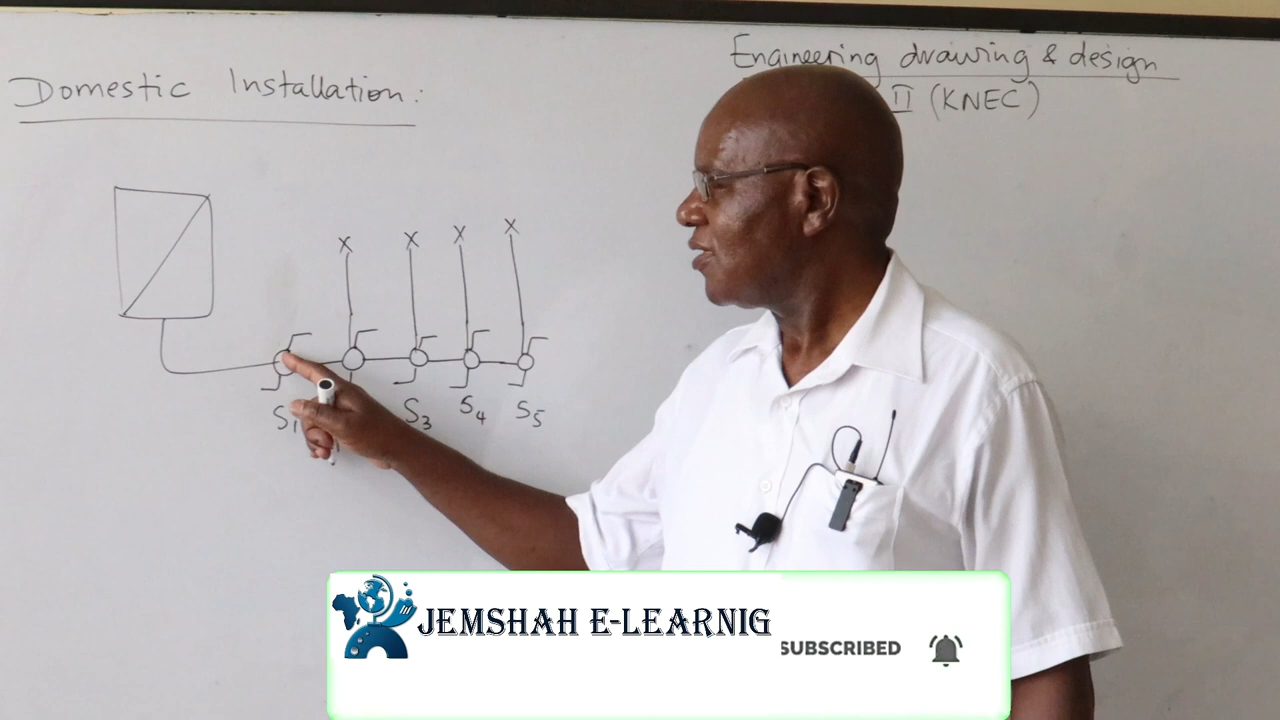 Engineering drawing & design
II (KNEC)
Domestic Installation:
x x x x
S1 S3 S4 S5
JEMSHAH E-LEARNIG
SUBSCRIBED